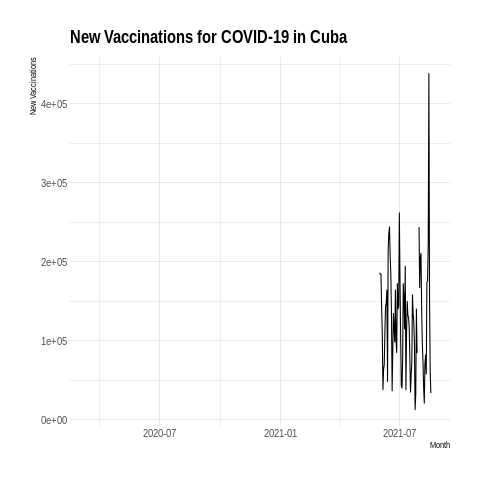 New Vaccinations for COVID-19 in Cuba
New Vaccinations
4e+05
3e+05
2e+05
1e+05
0e+00
2020-07
2021-01
2021-07
Month